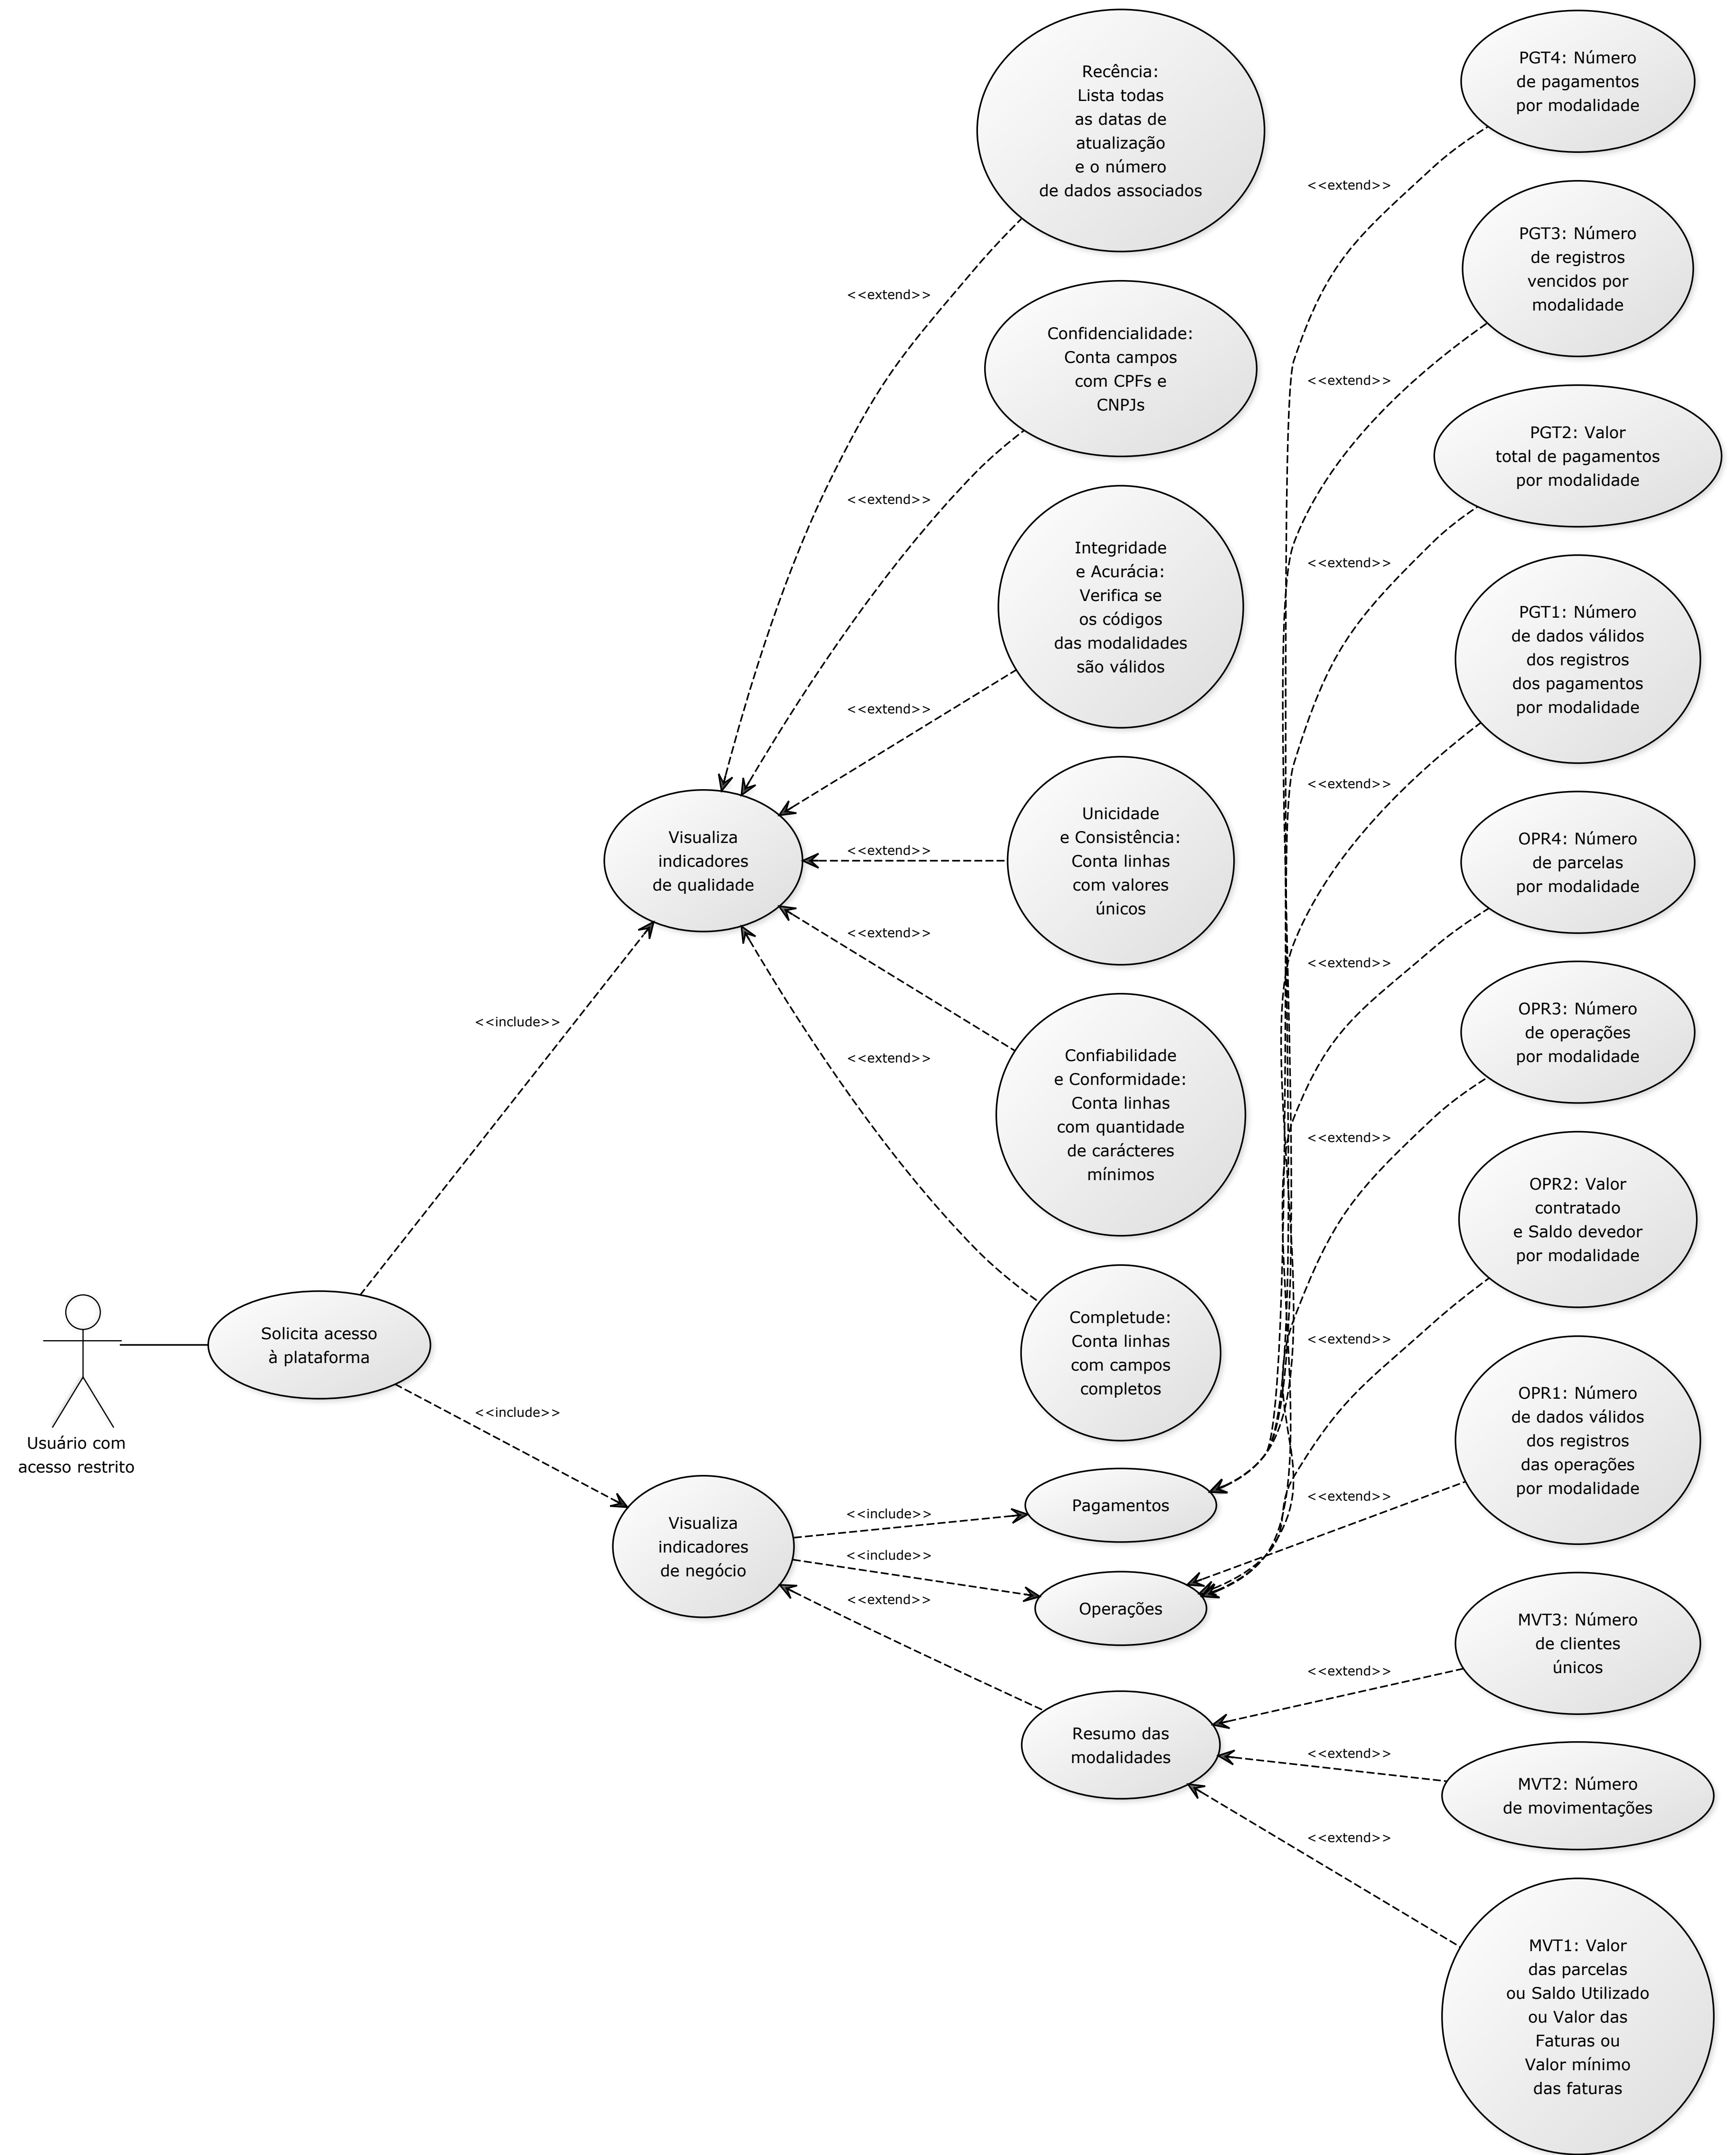 Usuário com
acesso restrito
Solicita acesso
à plataforma
<<include>>
<<include>>
Visualiza
indicadores
de qualidade
Visualiza
indicadores
de negócio
<<extend>>
<<extend>>
<<extend>>
<<extend>>
<<extend>>
<<extend>>
<<include>>
<<include>>
<<extend>>
Recência:
Lista todas
as datas de
atualização
e o número
de dados associados
Confidencialidade:
Conta campos
com CPFs e
CNPJs
Integridade
e Acurácia:
Verifica se
os códigos
das modalidades
são válidos
Unicidade
e Consistência:
Conta linhas
com valores
únicos
Confiabilidade
e Conformidade:
Conta linhas
com quantidade
de carácteres
mínimos
Completude:
Conta linhas
com campos
completos
Pagamentos
Operações
Resumo das
modalidades
<<extend>>
<<extend>>
<<extend>>
<<extend>>
<<extend>>
<<extend>>
<<extend>>
<<extend>>
<<extend>>
<<extend>>
<<extend>>
PGT4: Número
de pagamentos
por modalidade
PGT3: Número
de registros
vencidos por
modalidade
PGT2: Valor
total de pagamentos
por modalidade
PGT1: Número
de dados válidos
dos registros
dos pagamentos
por modalidade
OPR4: Número
de parcelas
por modalidade
OPR3: Número
de operações
por modalidade
OPR2: Valor
contratado
e Saldo devedor
por modalidade
OPR1: Número
de dados válidos
dos registros
das operações
por modalidade
MVT3: Número
de clientes
únicos
MVT2: Número
de movimentações
MVT1: Valor
das parcelas
ou Saldo Utilizado
ou Valor das
Faturas ou
Valor mínimo
das faturas